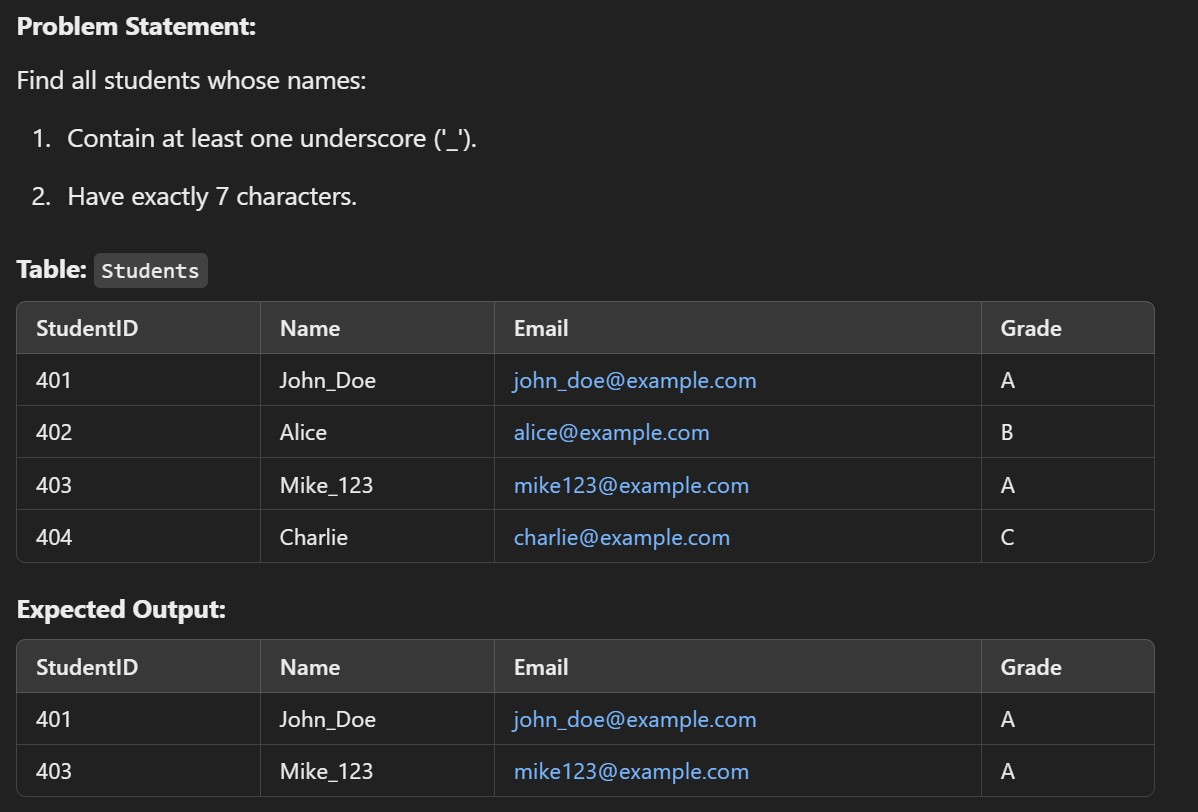 Problem Statement:
Find all students whose names:
1. Contain at least one underscore ('_').
2. Have exactly 7 characters.
Table: Students
StudentID Name Email Grade
401 John_Doe john_doe@example.com A
402 Alice alice@example.com B
403 Mike_123 mike123@example.com A
404 Charlie charlie@example.com C
Expected Output:
StudentID Name Email Grade
401 John_Doe john_doe@example.com A
403 Mike_123 mike123@example.com A